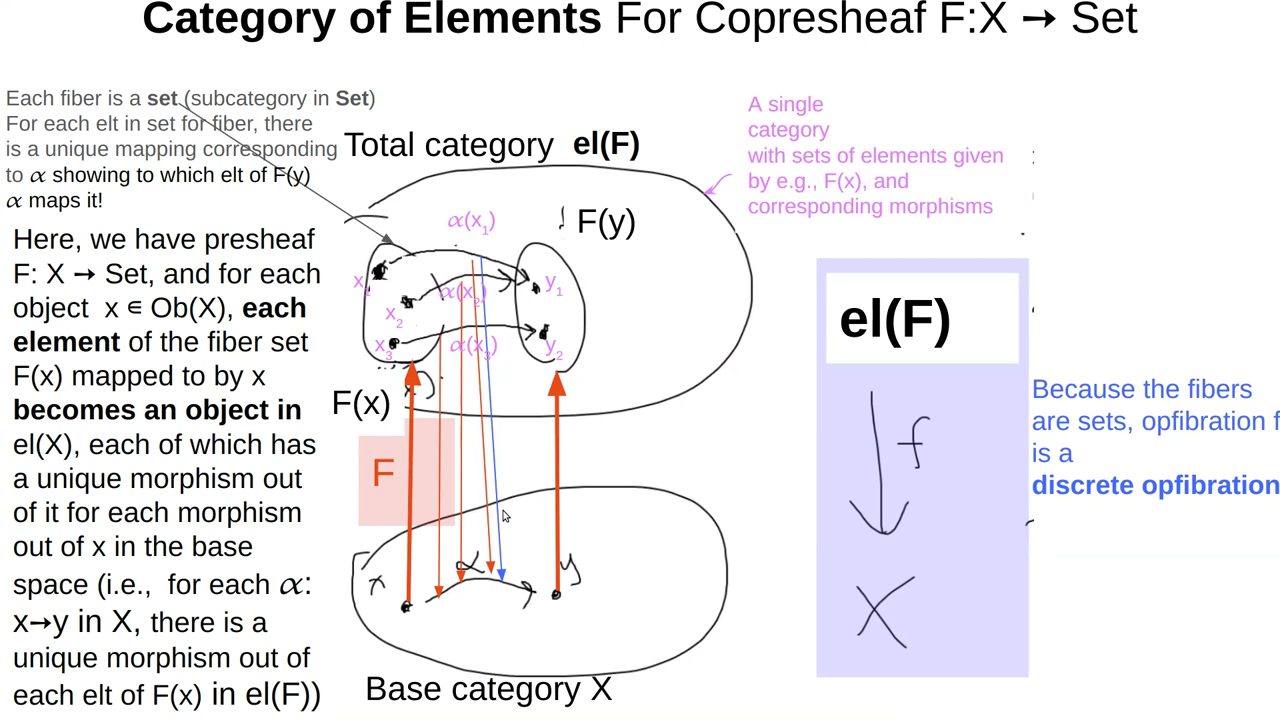 Category of Elements For Copresheaf F:X → Set
Each fiber is a set (subcategory in Set)
For each elt in set for fiber, there
is a unique mapping corresponding
to α showing to which elt of F(y)
α maps it!
Here, we have presheaf
F: X → Set, and for each
object x ∈ Ob(X), each
element of the fiber set
F(x) mapped to by x
becomes an object in
el(X), each of which has
a unique morphism out
of it for each morphism
out of x in the base
space (i.e., for each α:
x→y in X, there is a
unique morphism out of
each elt of F(x) in el(F))
Total category el(F)
α(x₁)
F(y)
x₁
α(x₂)
y₁
x₂
x₃
α(x₃)
y₂
F(x)
F
x
α
y
Base category X
A single
category
with sets of elements given
by e.g., F(x), and
corresponding morphisms
el(F)
f
X
Because the fibers
are sets, opfibration f
is a
discrete opfibration